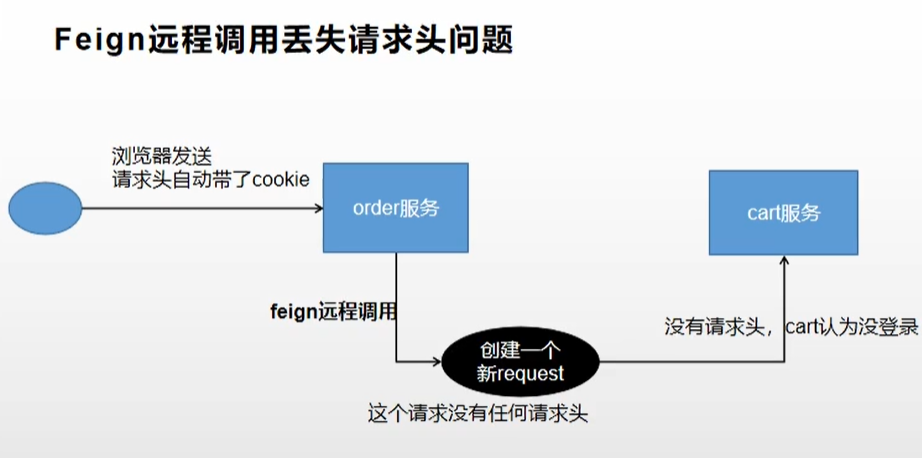 Feign远程调用丢失请求头问题
浏览器发送
请求头自动带了cookie
order服务
cart服务
feign远程调用
没有请求头，cart认为没登录
创建一个
新request
这个请求没有任何请求头